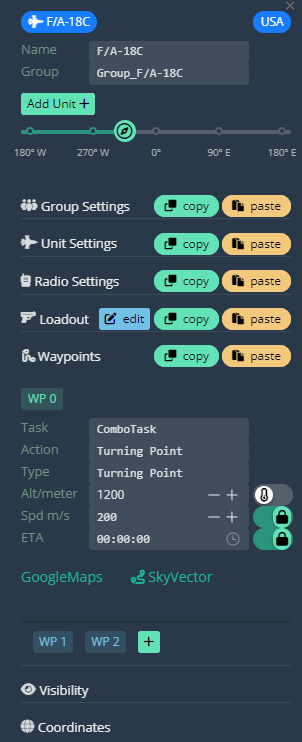 F/A-18C USA
Name F/A-18C
Group Group_F/A-18C
Add Unit +
180° W 270° W 0° 90° E 180° E
Group Settings copy paste
Unit Settings copy paste
Radio Settings copy paste
Loadout edit copy paste
Waypoints copy paste
WP 0
Task ComboTask
Action Turning Point
Type Turning Point
Alt/meter 1200 — +
Spd m/s 200 — +
ETA 00:00:00
GoogleMaps SkyVector
WP 1 WP 2 +
Visibility
Coordinates